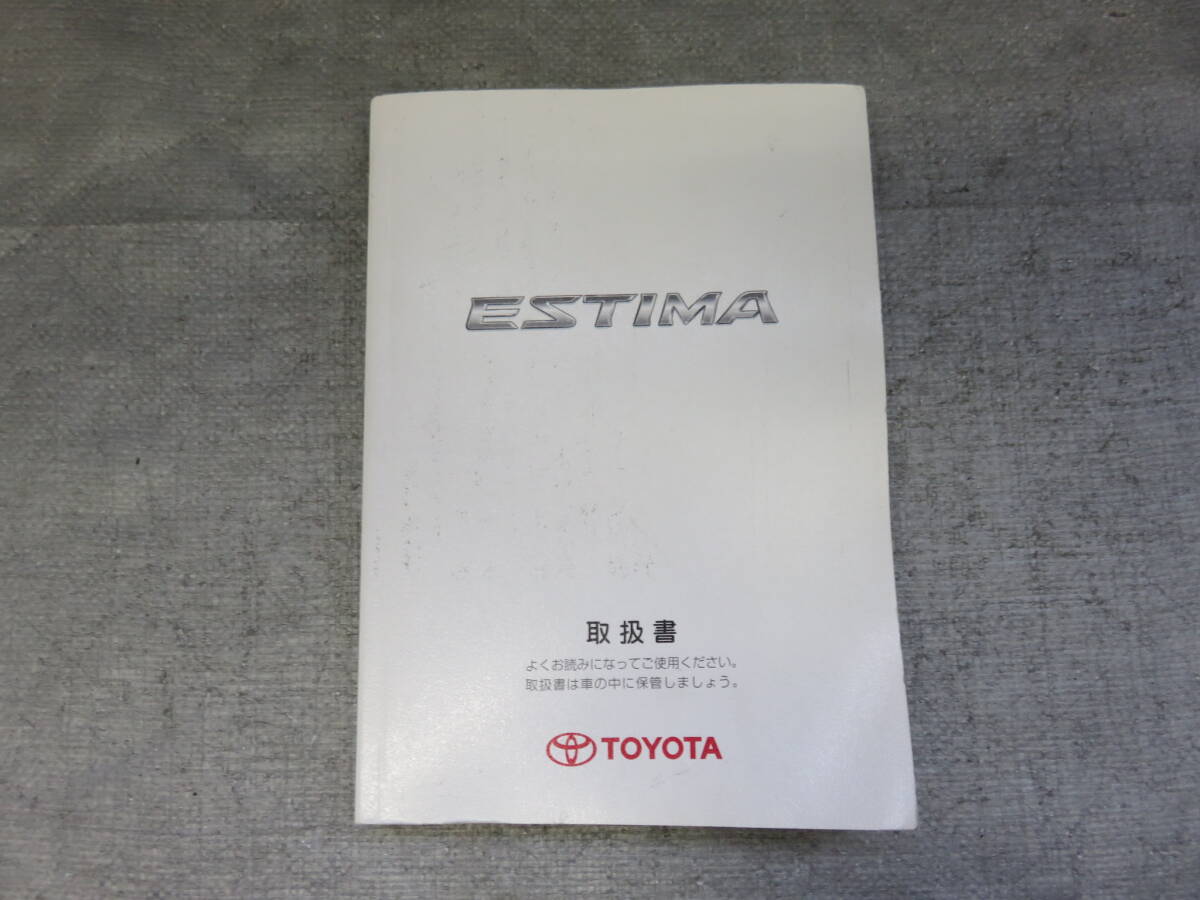 ESTIMA
取扱書
よくお読みになってご使用ください。
取扱書は車の中に保管しましょう。
TOYOTA